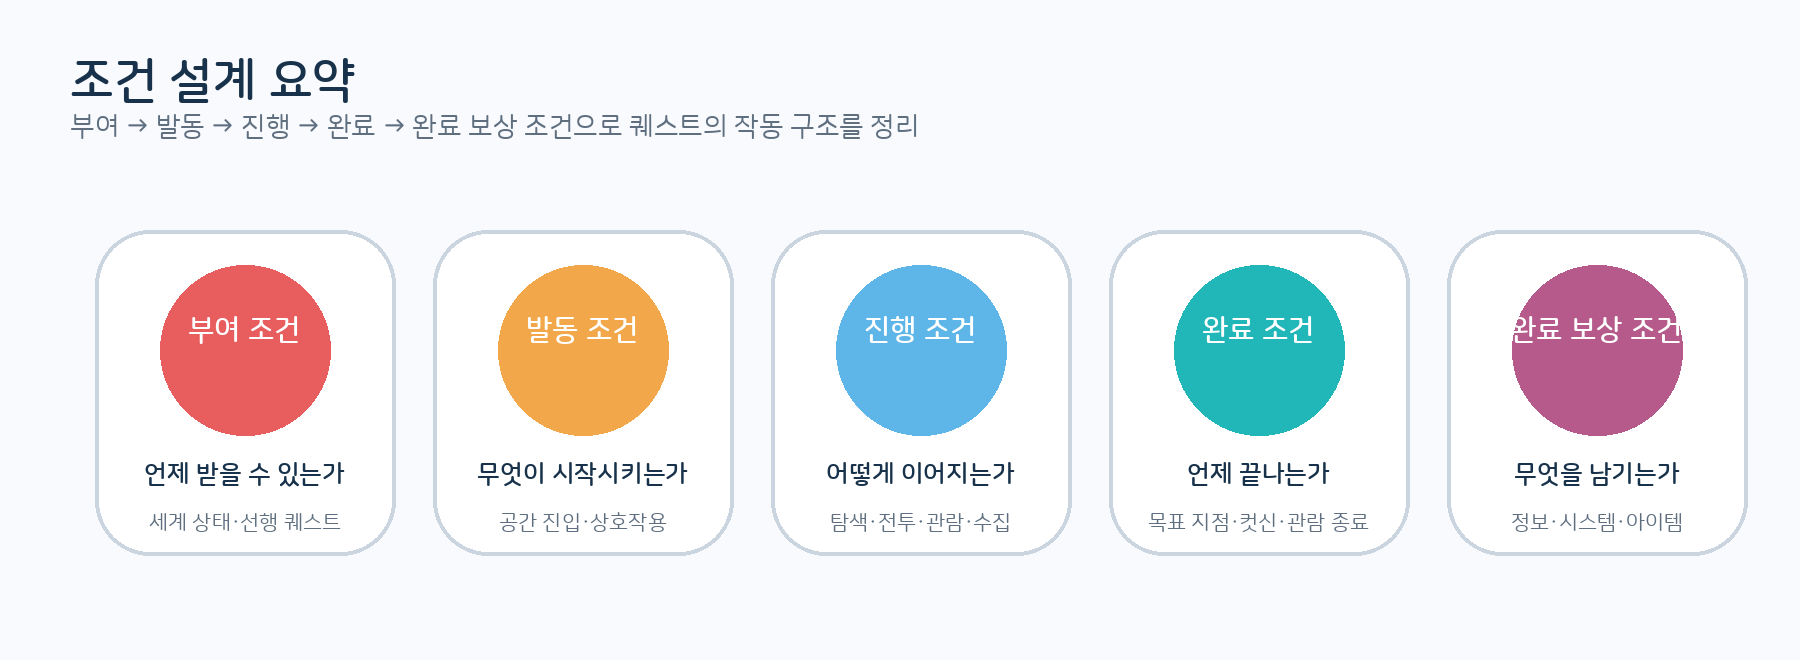 조건 설계 요약
부여 → 발동 → 진행 → 완료 → 완료 보상 조건으로 퀘스트의 작동 구조를 정리
부여 조건
언제 받을 수 있는가
세계 상태·선행 퀘스트
발동 조건
무엇이 시작시키는가
공간 진입·상호작용
진행 조건
어떻게 이어지는가
탐색·전투·관람·수집
완료 조건
언제 끝나는가
목표 지점·컷신·관람 종료
완료 보상 조건
무엇을 남기는가
정보·시스템·아이템